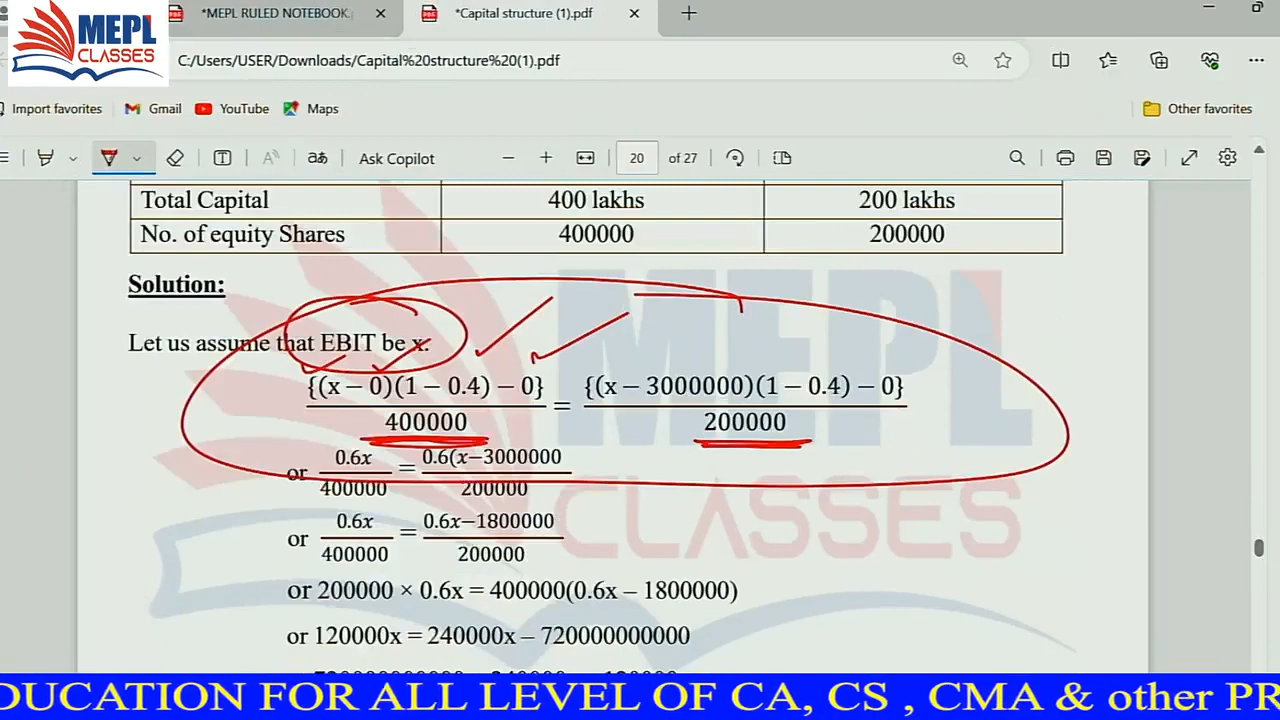 MEPL
CLASSES
*MEPL RULED NOTEBOOK.
*Capital structure (1).pdf
C:/Users/USER/Downloads/Capital%20structure%20(1).pdf
Import favorites
Gmail
YouTube
Maps
Other favorites
Ask Copilot
20 of 27
Total Capital 400 lakhs 200 lakhs
No. of equity Shares 400000 200000
Solution:
Let us assume that EBIT be x.
{(x − 0)(1 − 0.4) − 0} / 400000 = {(x − 3000000)(1 − 0.4) − 0} / 200000
or 0.6x / 400000 = 0.6(x−3000000 / 200000
or 0.6x / 400000 = 0.6x−1800000 / 200000
or 200000 × 0.6x = 400000(0.6x – 1800000)
or 120000x = 240000x – 720000000000
MEPL
CLASSES
DUCATION FOR ALL LEVEL OF CA, CS , CMA & other PR